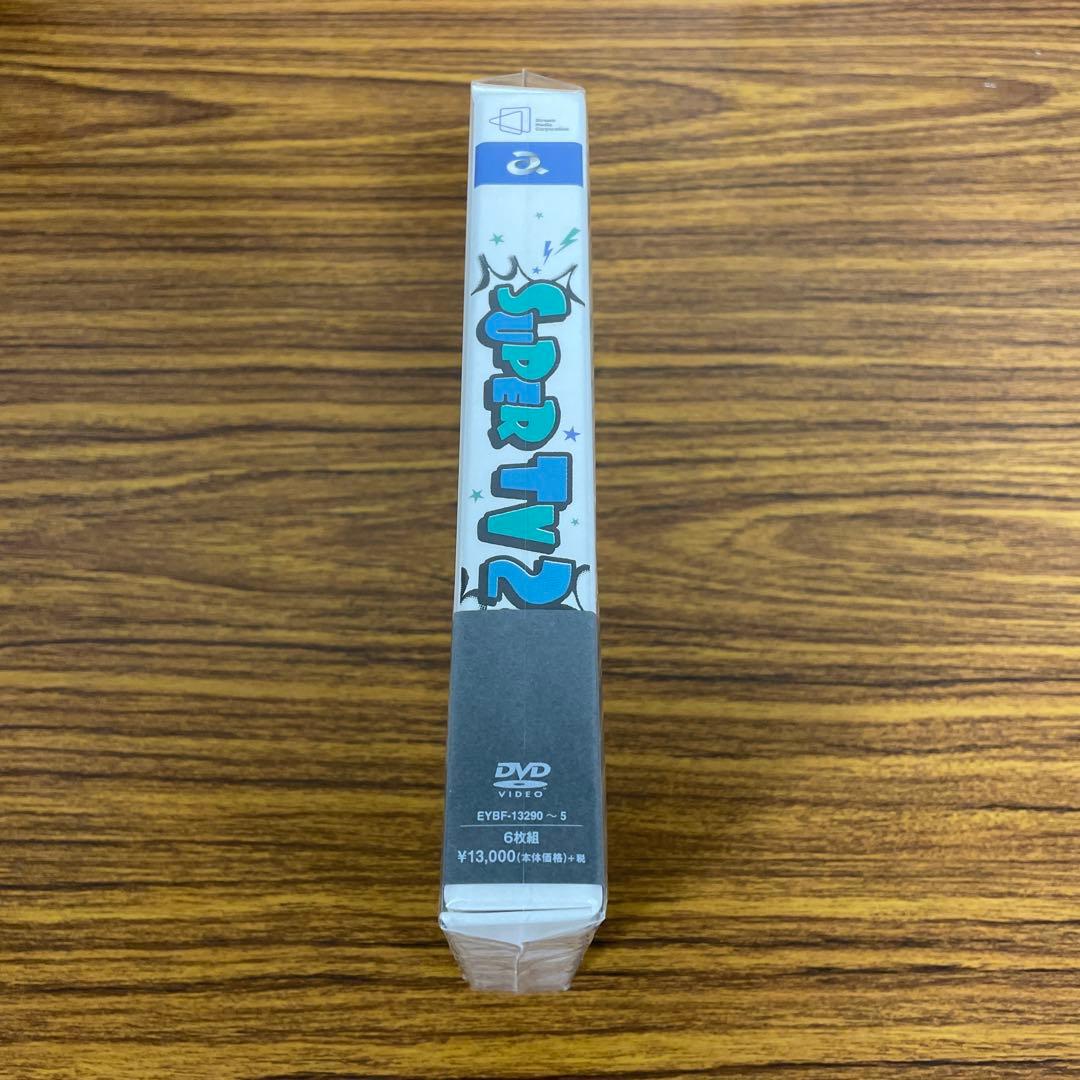 Stream
Media
Corporation
a
SUPER TV 2
DVD
VIDEO
EYBF-13290 ～ 5
6枚組
¥13,000(本体価格)+税